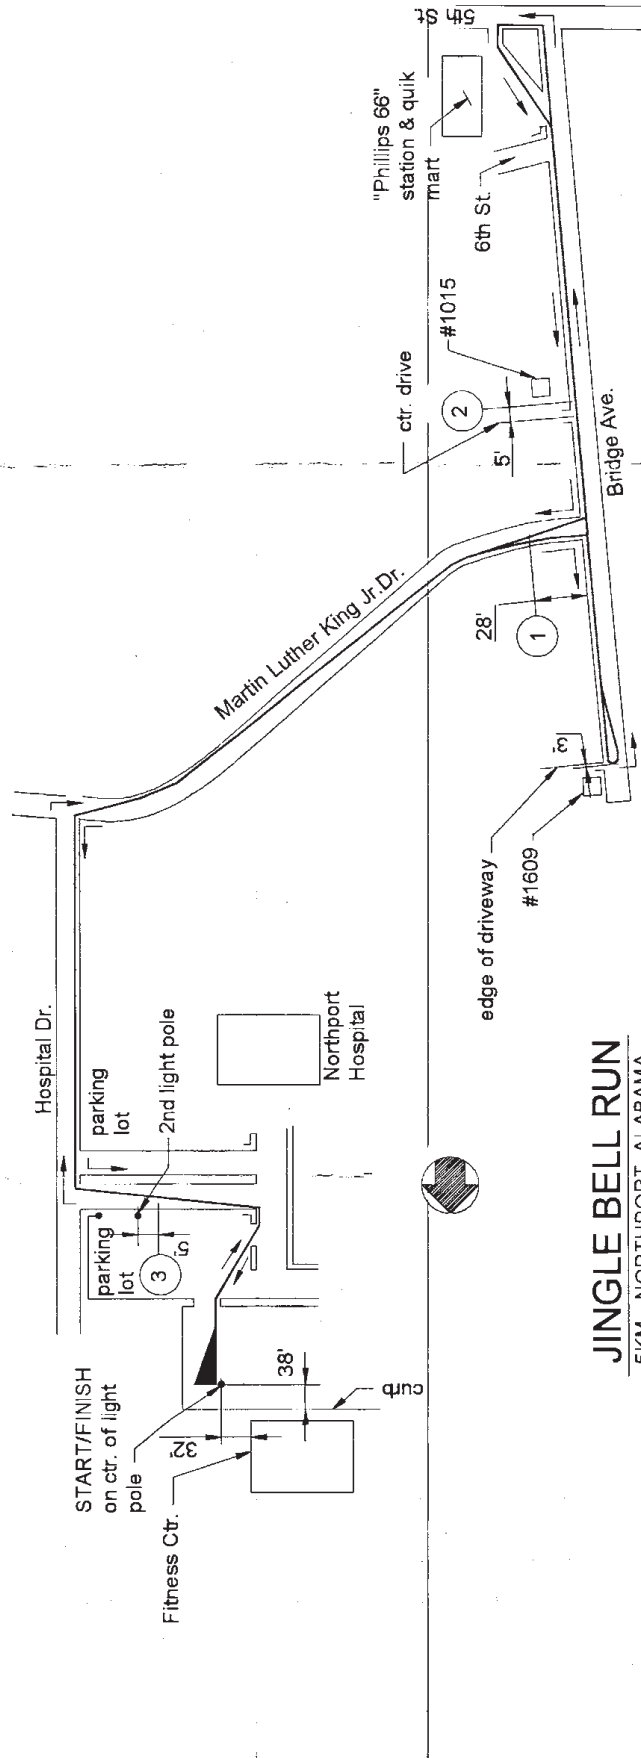 5th St.
"Phillips 66"
station & quik
mart
6th St.
#1015
ctr. drive
2
5'
Bridge Ave.
Martin Luther King Jr.Dr.
28'
1
3'
edge of driveway
#1609
Hospital Dr.
parking
lot
2nd light pole
Northport
Hospital
parking
lot
3
5'
START/FINISH
on ctr. of light
pole
38'
32'
curb
Fitness Ctr.
JINGLE BELL RUN
5KM NORTHPORT, ALABAMA